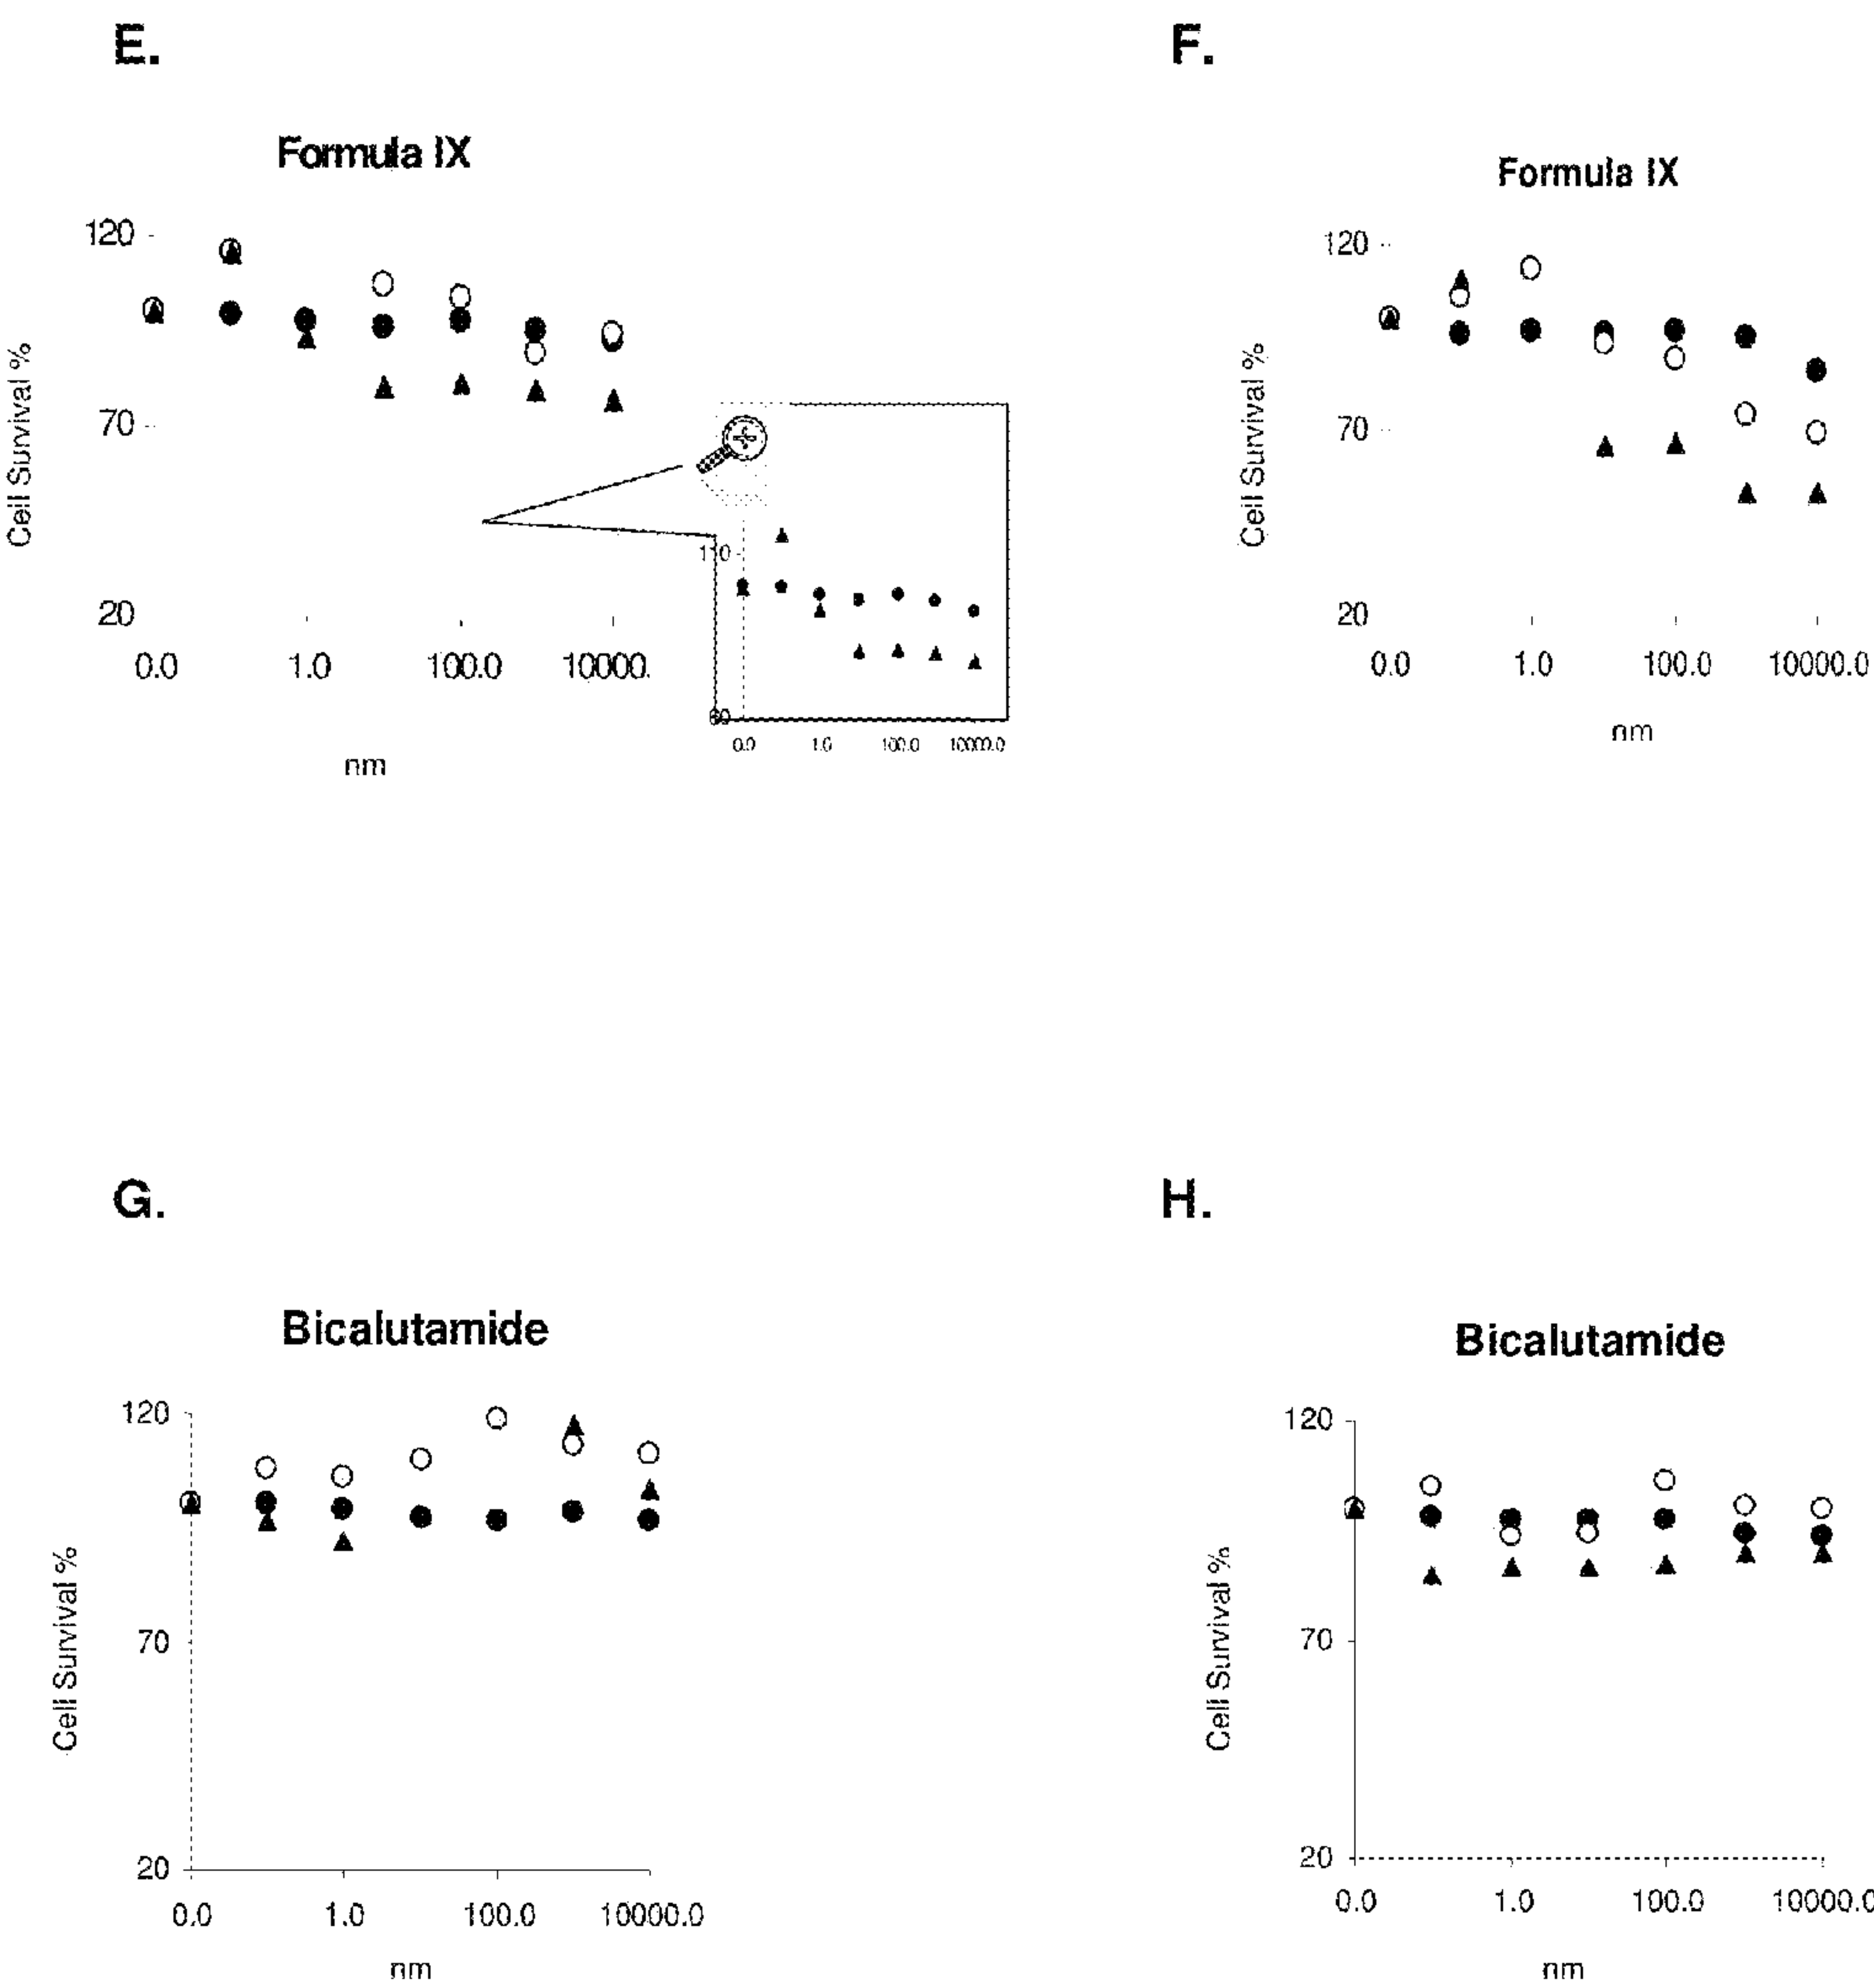 E.
Formula IX
120
70
20
Cell Survival %
0.0 1.0 100.0 10000.
nm
110
60
0.0 1.0 100.0 10000.0
F.
Formula IX
120
70
20
Cell Survival %
0.0 1.0 100.0 10000.0
nm
G.
Bicalutamide
120
70
20
Cell Survival %
0.0 1.0 100.0 10000.0
nm
H.
Bicalutamide
120
70
20
Cell Survival %
0.0 1.0 100.0 10000.0
nm